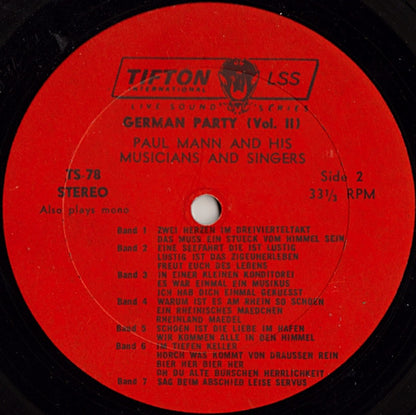 TIFTON
INTERNATIONAL
LSS
"LIVE SOUND" SERIES
GERMAN PARTY (Vol. II)
PAUL MANN AND HIS
MUSICIANS AND SINGERS
TS-78
STEREO
Also plays mono
Side 2
33⅓ RPM
Band 1 ZWEI HERZEN IM DREIVIERTELTAKT
DAS MUSS EIN STUECK VOM HIMMEL SEIN
Band 2 EINE SEEFAHRT DIE IST LUSTIG
LUSTIG IST DAS ZIGEUHERLEBEN
FREUT EUCH DES LEBENS
Band 3 IN EINER KLEINEN KONDITOREI
ES WAR EINMAL EIN MUSIKUS
ICH HAB DICH EINMAL GEKUESST
Band 4 WARUM IST ES AM RHEIN SO SCHOEN
EIN RHEINISCHES MAEDCHEN
RHEINLAND MAEDEL
Band 5 SCHOEN IST DIE LIEBE IM HAFEN
WIR KOMMEN ALLE IN DEN HIMMEL
Band 6 IM TIEFEN KELLER
HORCH WAS KOMMT VON DRAUSSEN REIN
BIER HER BIER HER
OH DU ALTE BURSCHEN HERRLICHKEIT
Band 7 SAG BEIM ABSCHIED LEISE SERVUS